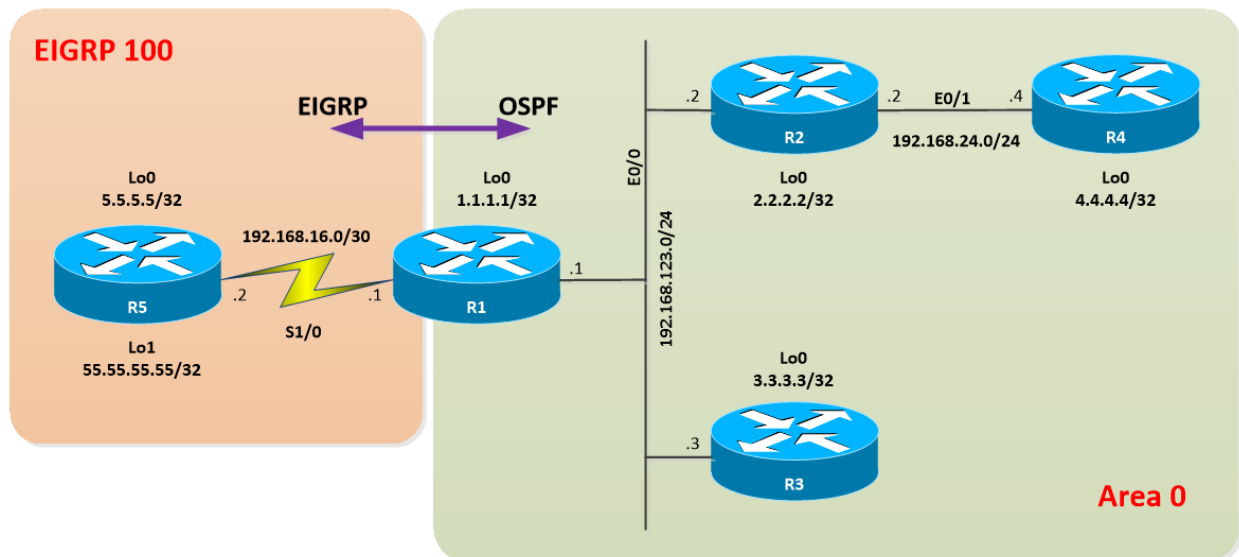 EIGRP 100
EIGRP
OSPF
Lo0
5.5.5.5/32
192.168.16.0/30
R5
.2
.1
S1/0
Lo1
55.55.55.55/32
Lo0
1.1.1.1/32
R1
.1
E0/0
192.168.123.0/24
.2
R2
.2
E0/1
.4
192.168.24.0/24
R4
Lo0
2.2.2.2/32
Lo0
4.4.4.4/32
Lo0
3.3.3.3/32
.3
R3
Area 0